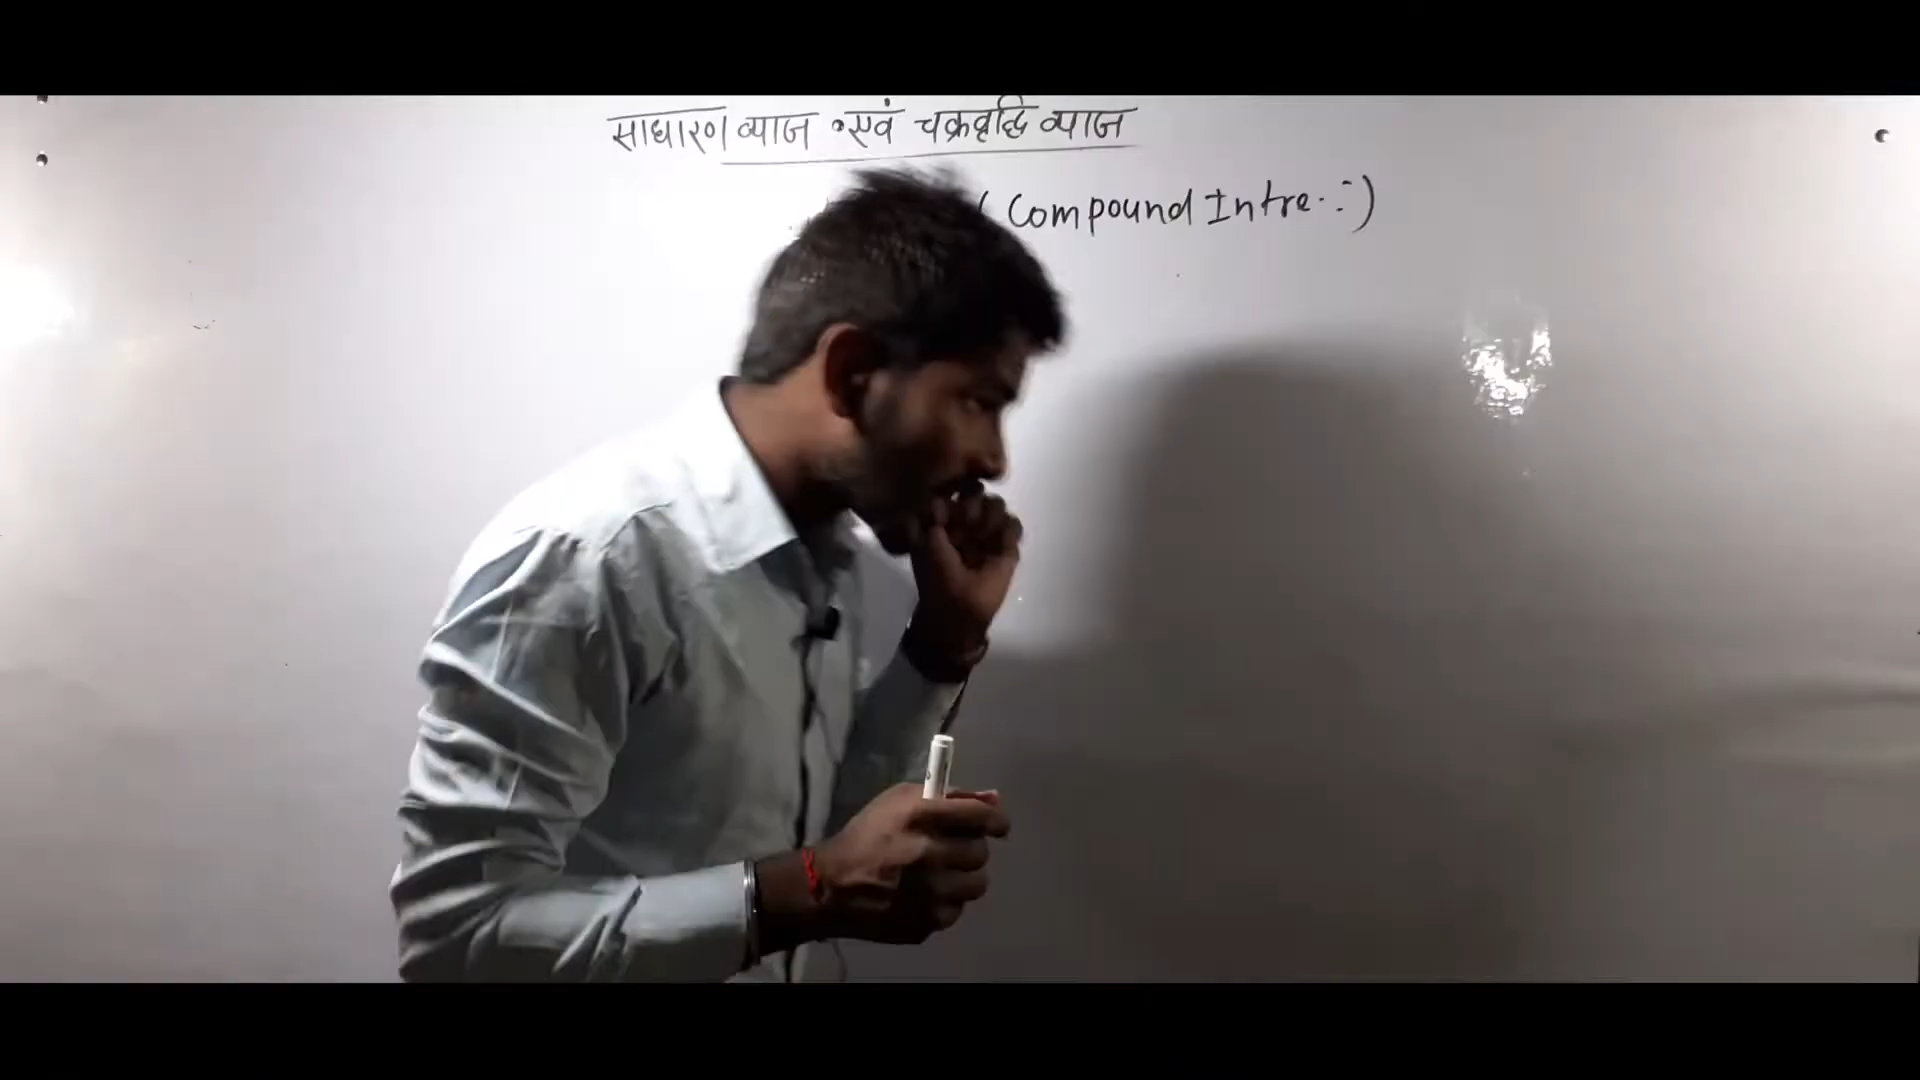 साधारण व्याज एवं चक्रवृद्धि व्याज
(Compound Intre